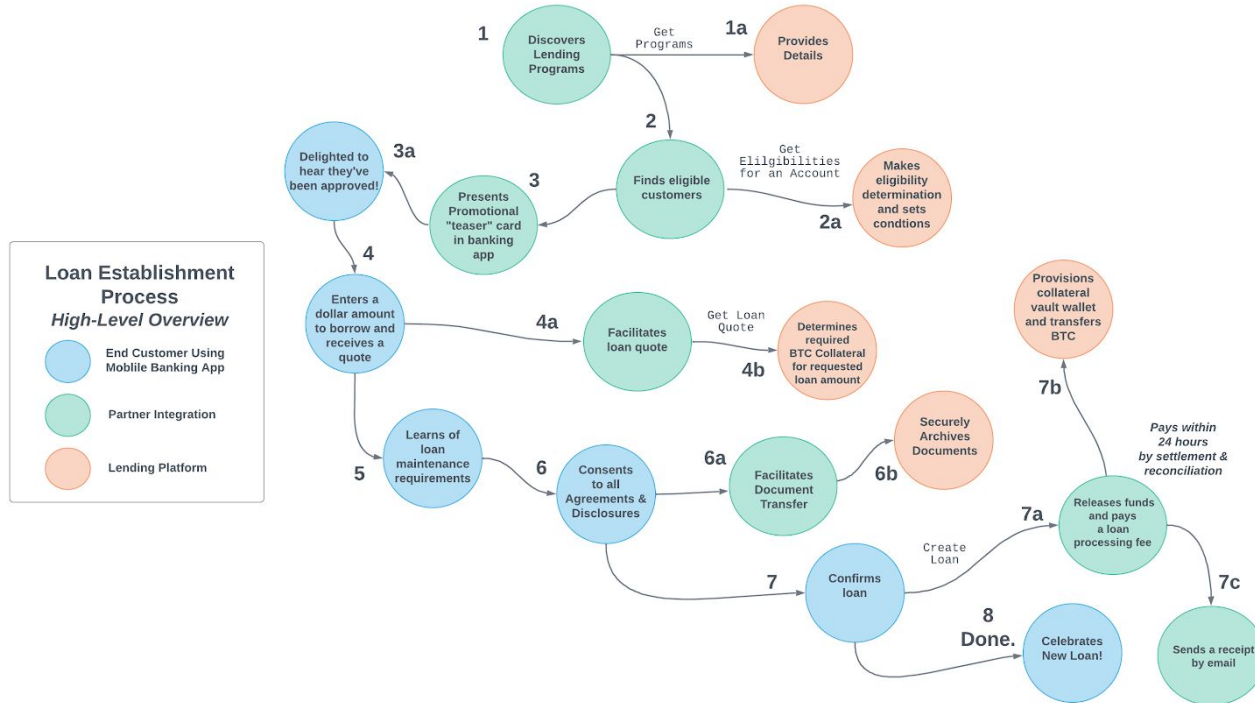 1
Discovers
Lending
Programs
Get
Programs
1a
Provides
Details
2
Finds eligible
customers
Get
Elilgibilities
for an Account
2a
Makes
eligibility
determination
and sets
condtions
3
Presents
Promotional
"teaser" card
in banking
app
3a
Delighted to
hear they've
been approved!
4
Enters a
dollar amount
to borrow and
receives a
quote
4a
Facilitates
loan quote
Get Loan
Quote
4b
Determines
required
BTC Collateral
for requested
loan amount
5
Learns of
loan
maintenance
requirements
6
Consents
to all
Agreements &
Disclosures
6a
Facilitates
Document
Transfer
6b
Securely
Archives
Documents
7
Confirms
loan
Create
Loan
7a
Releases funds
and pays
a loan
processing fee
Pays within
24 hours
by settlement &
reconciliation
7b
Provisions
collateral
vault wallet
and transfers
BTC
7c
Sends a receipt
by email
8
Done.
Celebrates
New Loan!
Loan Establishment
Process
High-Level Overview
End Customer Using
Moblile Banking App
Partner Integration
Lending Platform